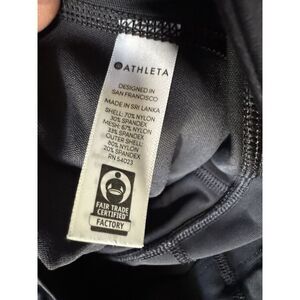 ATHLETA
DESIGNED IN
SAN FRANCISCO
MADE IN SRI LANKA
SHELL: 70% NYLON
30% SPANDEX
MESH: 67% NYLON
33% SPANDEX
OUTER SHELL:
80% NYLON
20% SPANDEX
RN 54023
FAIR TRADE
CERTIFIED
FACTORY